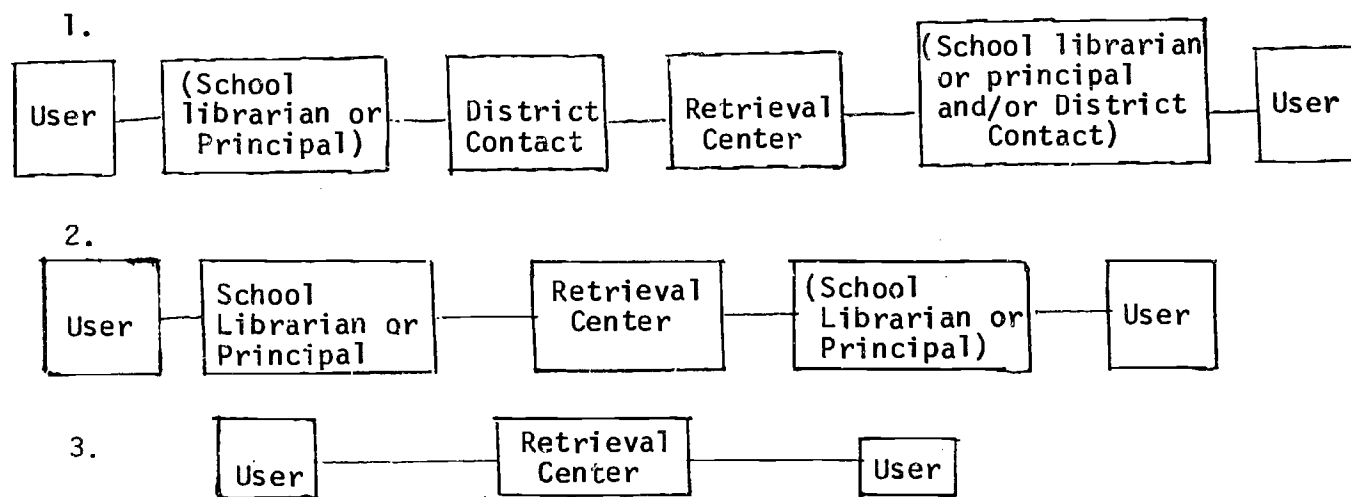 1.
User
(School
librarian or
Principal)
District
Contact
Retrieval
Center
(School librarian
or principal
and/or District
Contact)
User
2.
User
School
Librarian or
Principal
Retrieval
Center
(School
Librarian or
Principal)
User
3.
User
Retrieval
Center
User